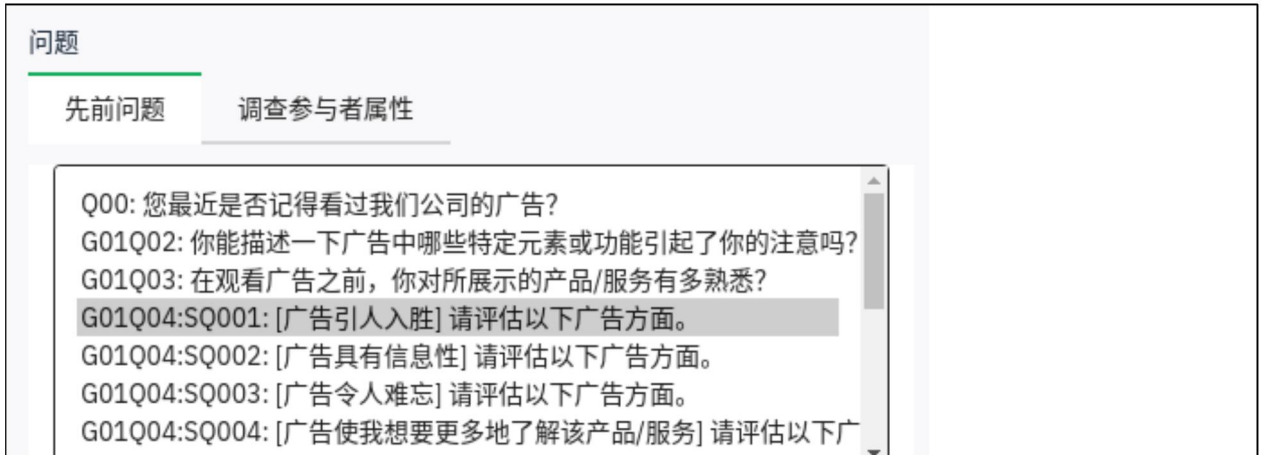 问题
先前问题 调查参与者属性
Q00: 您最近是否记得看过我们公司的广告?
G01Q02: 你能描述一下广告中哪些特定元素或功能引起了你的注意吗?
G01Q03: 在观看广告之前，你对所展示的产品/服务有多熟悉?
G01Q04:SQ001: [广告引人入胜] 请评估以下广告方面。
G01Q04:SQ002: [广告具有信息性] 请评估以下广告方面。
G01Q04:SQ003: [广告令人难忘] 请评估以下广告方面。
G01Q04:SQ004: [广告使我想要更多地了解该产品/服务] 请评估以下广